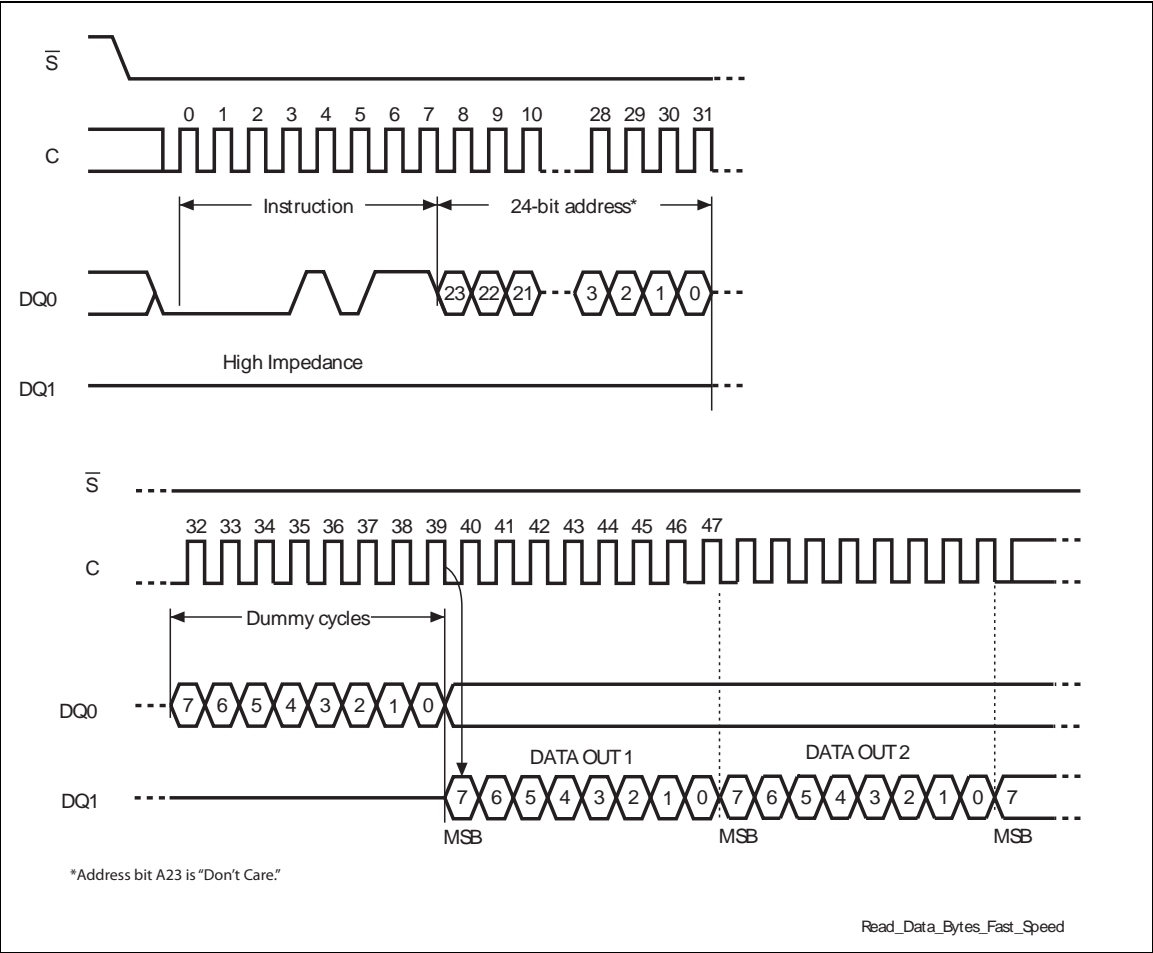 S
0 1 2 3 4 5 6 7 8 9 10 28 29 30 31
C
Instruction 24-bit address*
DQ0 23 22 21 3 2 1 0
High Impedance
DQ1
S
32 33 34 35 36 37 38 39 40 41 42 43 44 45 46 47
C
Dummy cycles
DQ0 7 6 5 4 3 2 1 0
DATA OUT 1 DATA OUT 2
DQ1 7 6 5 4 3 2 1 0 7 6 5 4 3 2 1 0 7
MSB MSB MSB
*Address bit A23 is “Don’t Care.”
Read_Data_Bytes_Fast_Speed